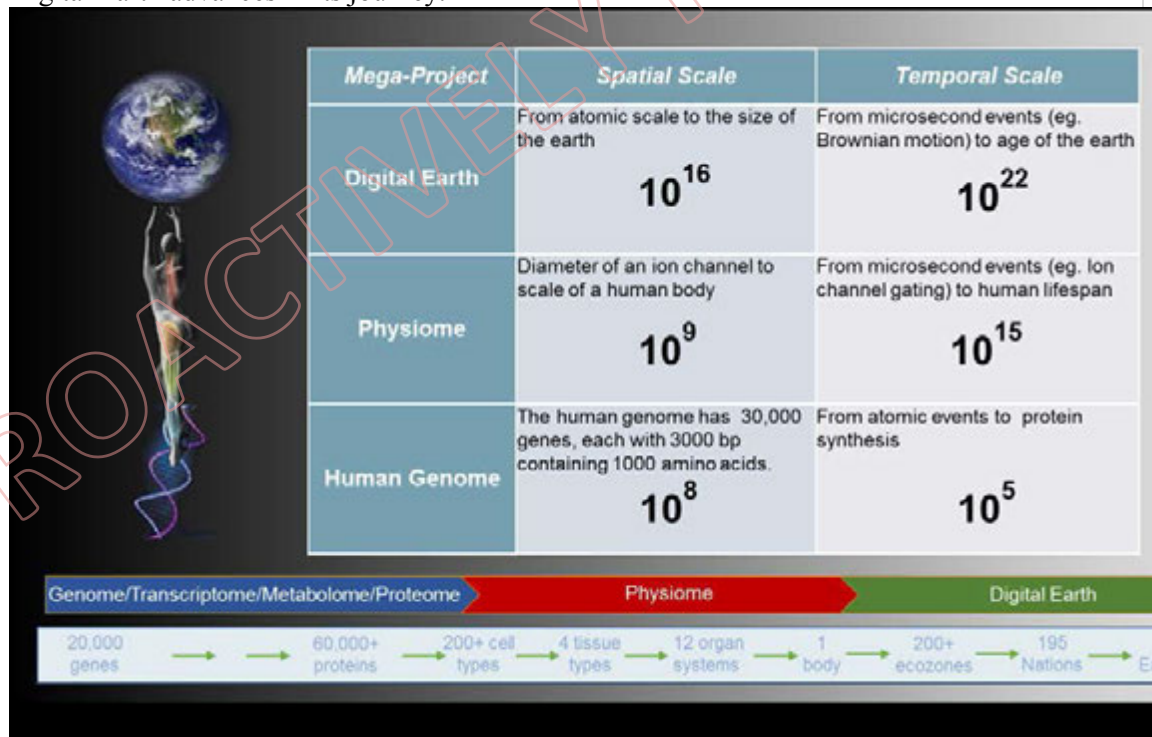 Mega-Project Spatial Scale Temporal Scale
Digital Earth
From atomic scale to the size of
the earth
10^16
From microsecond events (eg.
Brownian motion) to age of the earth
10^22
Physiome
Diameter of an ion channel to
scale of a human body
10^9
From microsecond events (eg. Ion
channel gating) to human lifespan
10^15
Human Genome
The human genome has 30,000
genes, each with 3000 bp
containing 1000 amino acids.
10^8
From atomic events to protein
synthesis
10^5
Genome/Transcriptome/Metabolome/Proteome Physiome Digital Earth
20,000
genes
60,000+
proteins
200+ cell
types
4 tissue
types
12 organ
systems
1
body
200+
ecozones
195
Nations
ROACTIVELY